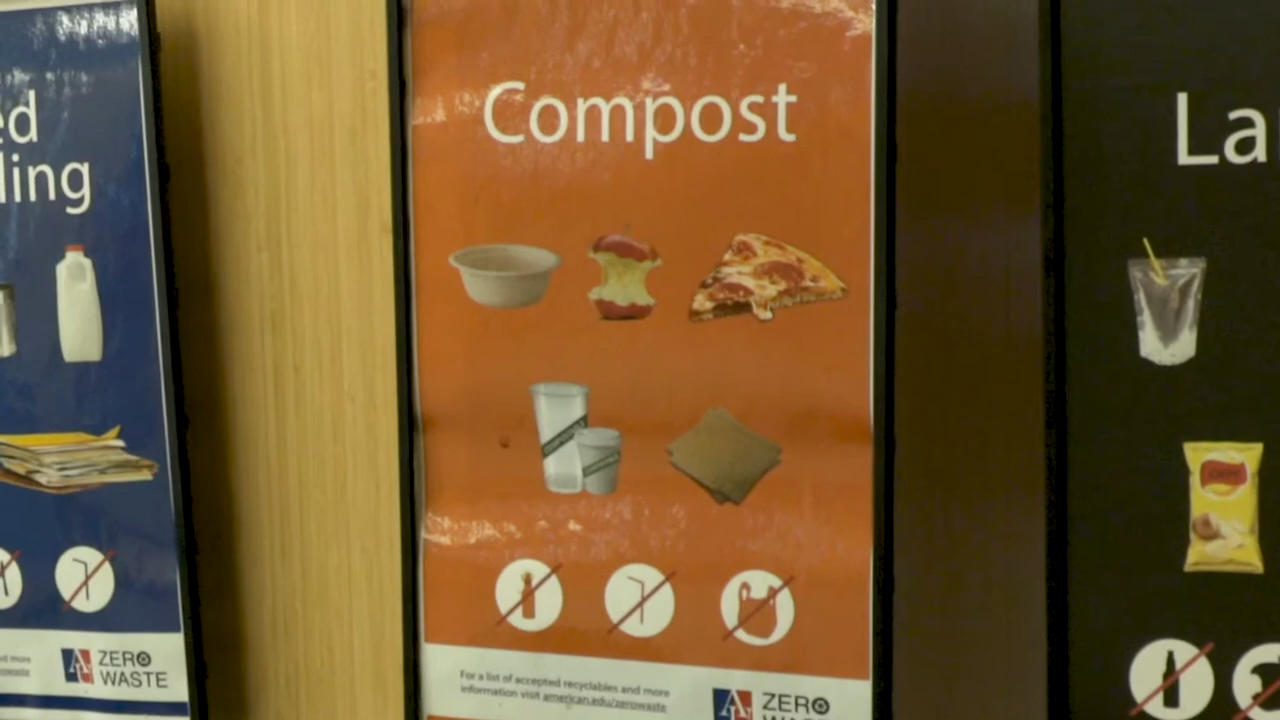 ed
ling
ZERO
WASTE
Compost
For a list of accepted recyclables and more
information visit american.edu/zerowaste
ZERO
La